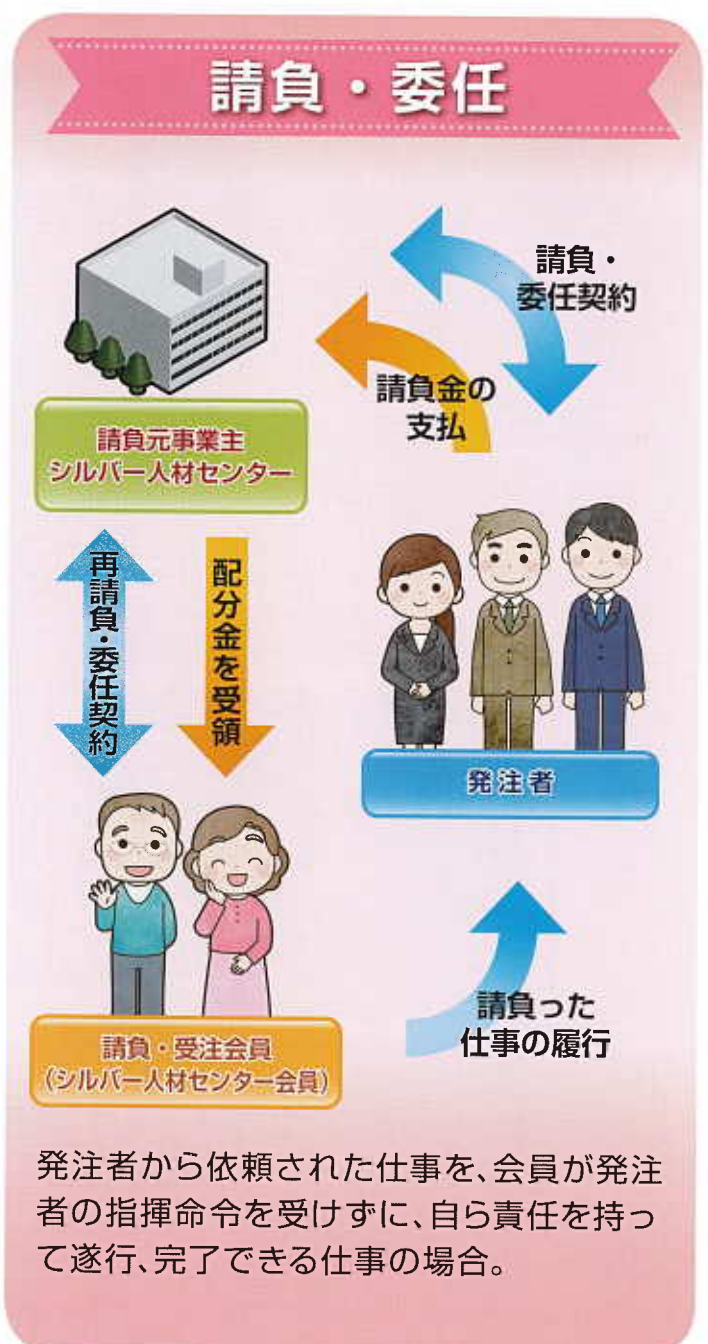 請負・委任
請負・
委任契約
請負金の
支払
請負元事業主
シルバー人材センター
再請負・委任契約
配分金を受領
発注者
請負・受注会員
(シルバー人材センター会員)
請負った
仕事の履行
発注者から依頼された仕事を、会員が発注
者の指揮命令を受けずに、自ら責任を持っ
て遂行、完了できる仕事の場合。